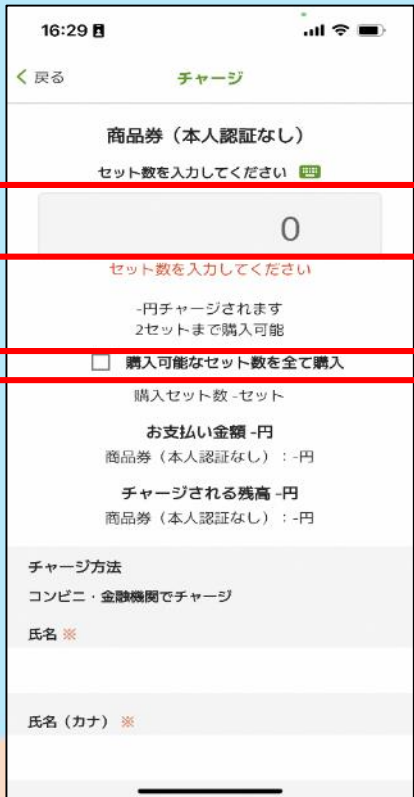 16:29
戻る
チャージ
商品券（本人認証なし）
セット数を入力してください
0
セット数を入力してください
-円チャージされます
2セットまで購入可能
購入可能なセット数を全て購入
購入セット数 -セット
お支払い金額 -円
商品券（本人認証なし）：-円
チャージされる残高 -円
商品券（本人認証なし）：-円
チャージ方法
コンビニ・金融機関でチャージ
氏名 ※
氏名（カナ） ※